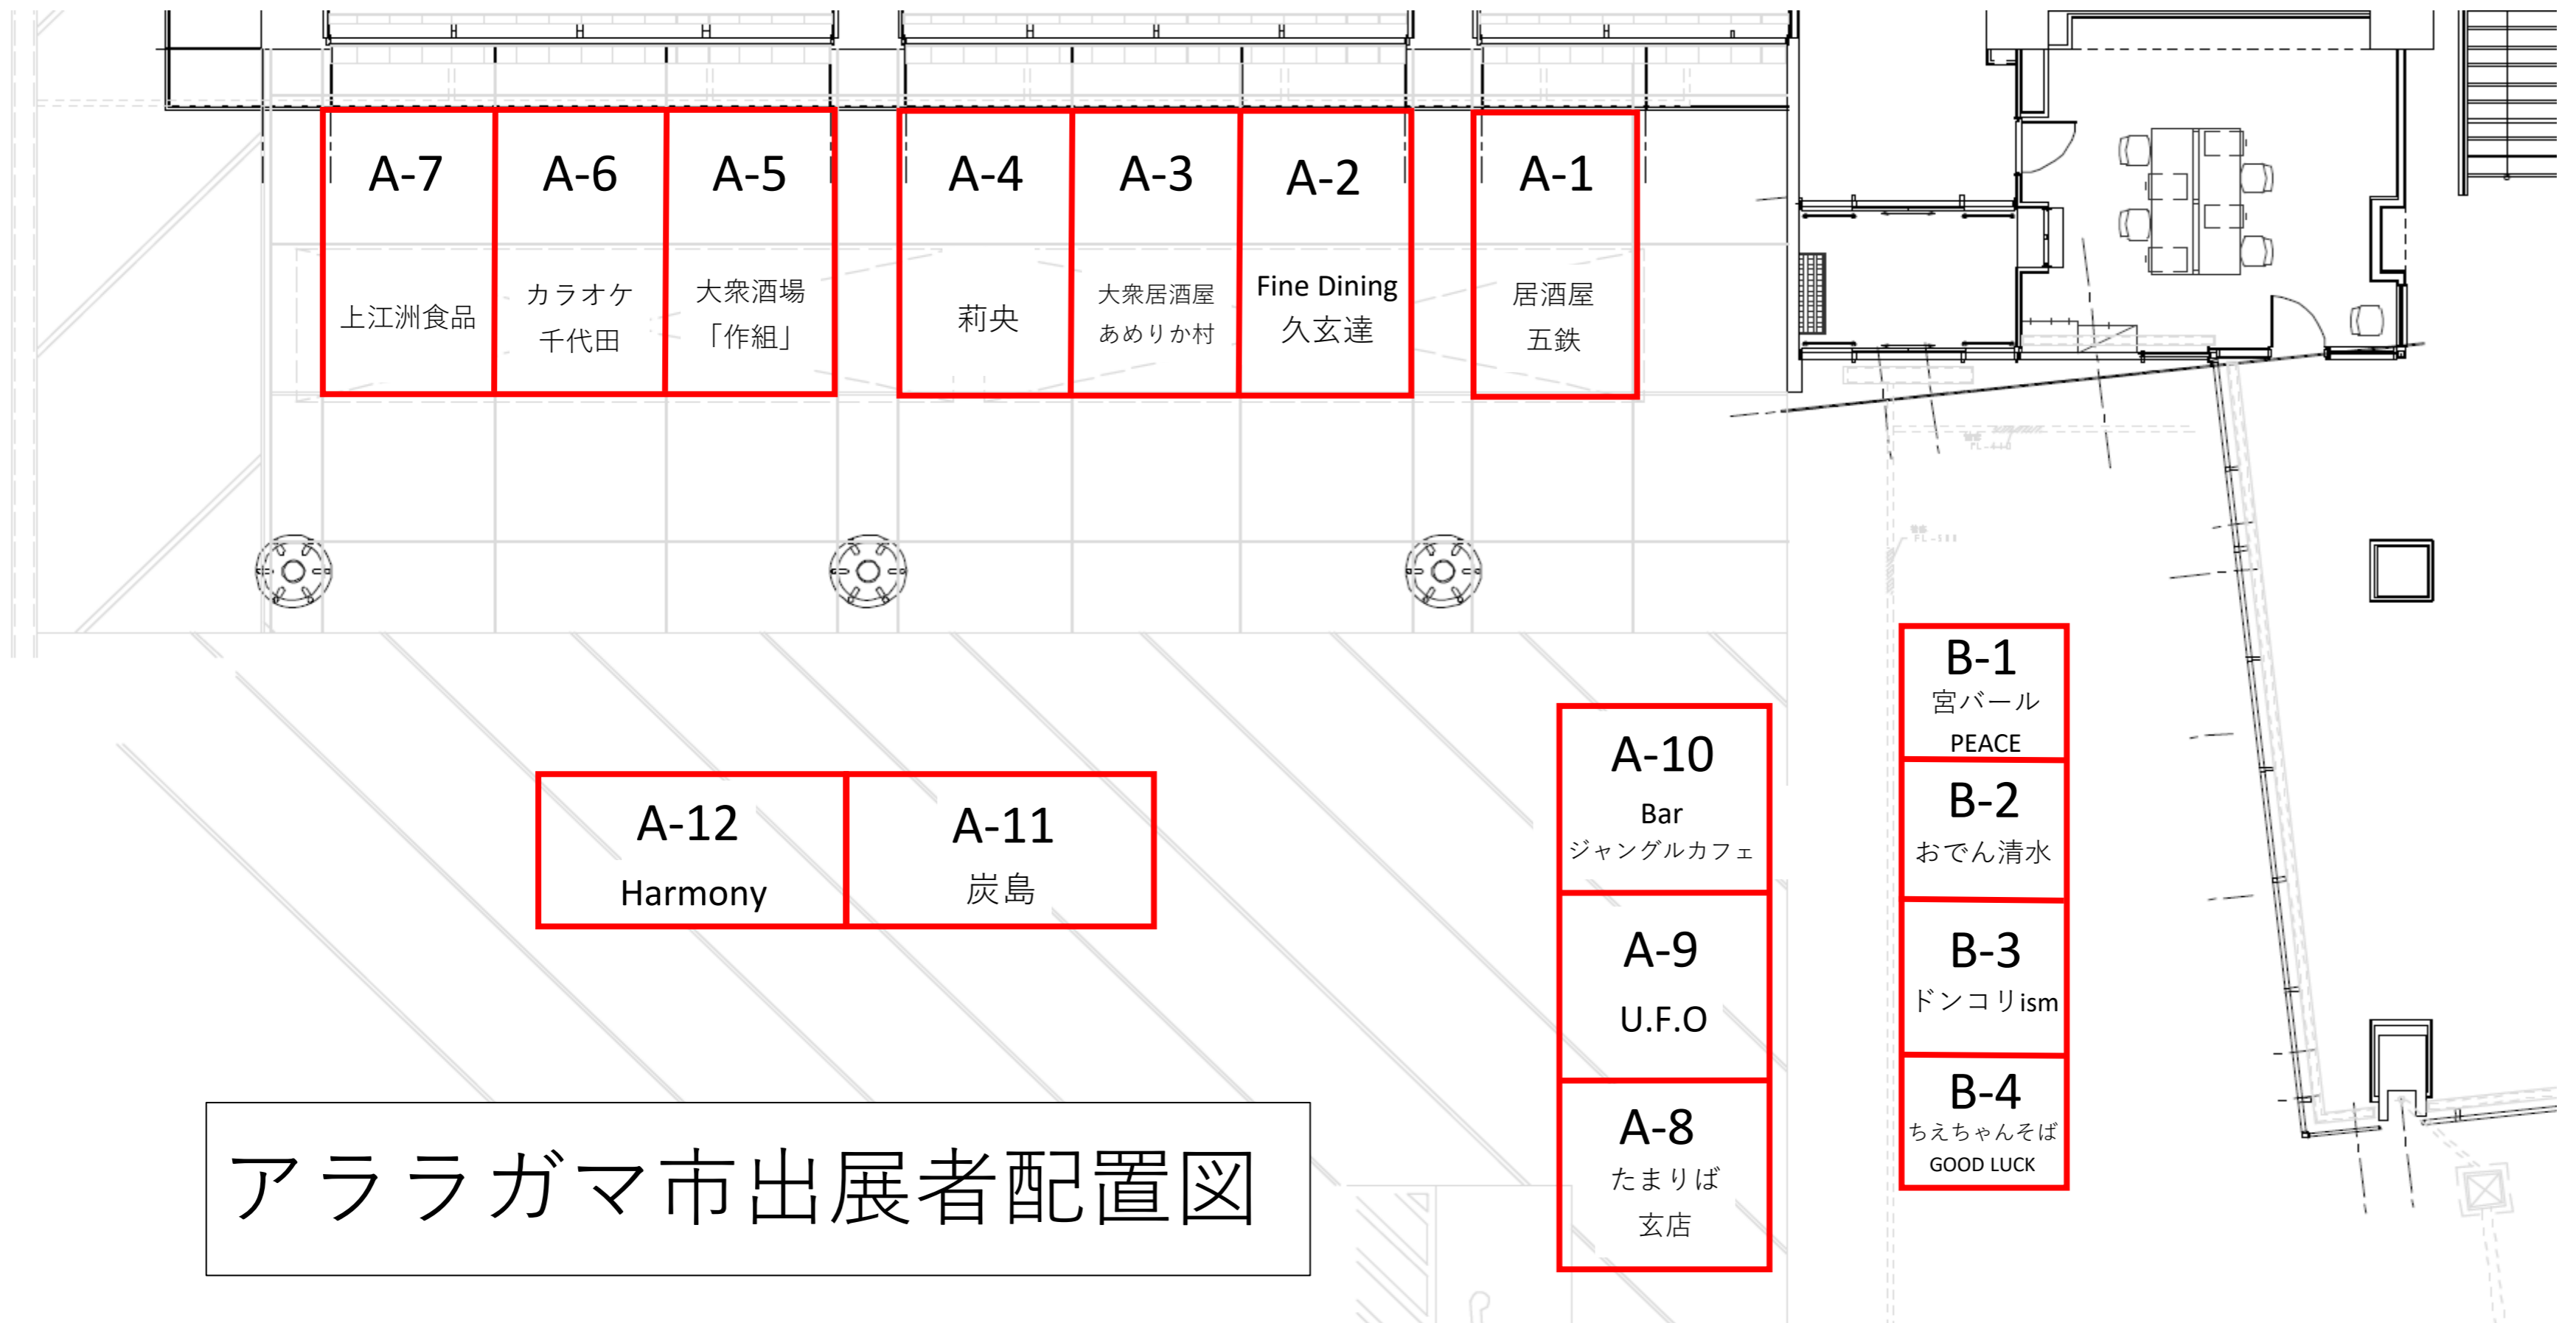 A-7
上江洲食品
A-6
カラオケ
千代田
A-5
大衆酒場
「作組」
A-4
莉央
A-3
大衆居酒屋
あめりか村
A-2
Fine Dining
久玄達
A-1
居酒屋
五鉄
B-1
宮バール
PEACE
B-2
おでん清水
B-3
ドンコリism
B-4
ちえちゃんそば
GOOD LUCK
A-10
Bar
ジャングルカフェ
A-9
U.F.O
A-8
たまりば
玄店
A-12
Harmony
A-11
炭島
アララガマ市出展者配置図